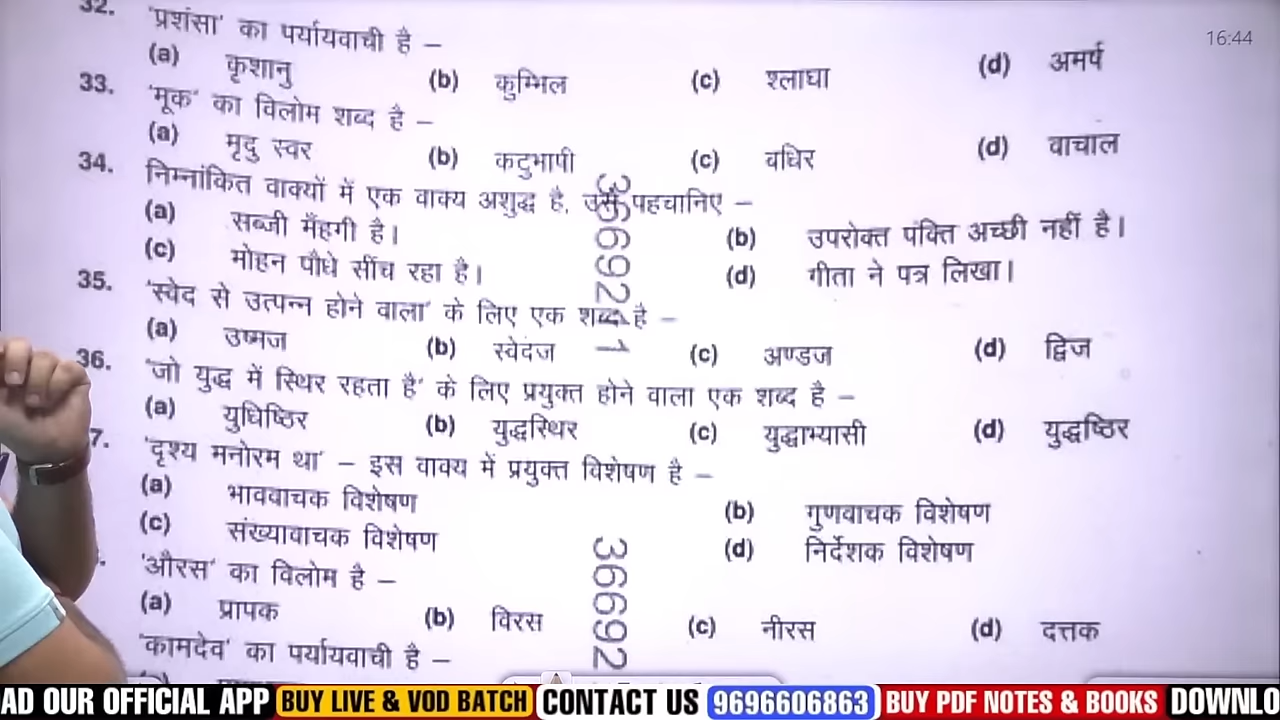 16:44
32. 'प्रशंसा' का पर्यायवाची है –
(a) कृशानु (b) कुम्भिल (c) श्लाघा (d) अमर्ष
33. 'मूक' का विलोम शब्द है –
(a) मृदु स्वर (b) कटुभाषी (c) वधिर (d) वाचाल
34. निम्नांकित वाक्यों में एक वाक्य अशुद्ध है, उसे पहचानिए –
(a) सब्जी मँहगी है। (b) उपरोक्त पंक्ति अच्छी नहीं है।
(c) मोहन पौधे सींच रहा है। (d) गीता ने पत्र लिखा।
35. 'स्वेद से उत्पन्न होने वाला' के लिए एक शब्द है –
(a) उष्मज (b) स्वेदज (c) अण्डज (d) द्विज
36. 'जो युद्ध में स्थिर रहता है' के लिए प्रयुक्त होने वाला एक शब्द है –
(a) युधिष्ठिर (b) युद्धस्थिर (c) युद्धाभ्यासी (d) युद्धष्ठिर
7. 'दृश्य मनोरम था' – इस वाक्य में प्रयुक्त विशेषण है –
(a) भाववाचक विशेषण (b) गुणवाचक विशेषण
(c) संख्यावाचक विशेषण (d) निर्देशक विशेषण
'औरस' का विलोम है –
(a) प्रापक (b) विरस (c) नीरस (d) दत्तक
'कामदेव' का पर्यायवाची है –
36692
AD OUR OFFICIAL APP BUY LIVE & VOD BATCH CONTACT US 9696606863 BUY PDF NOTES & BOOKS DOWNLO